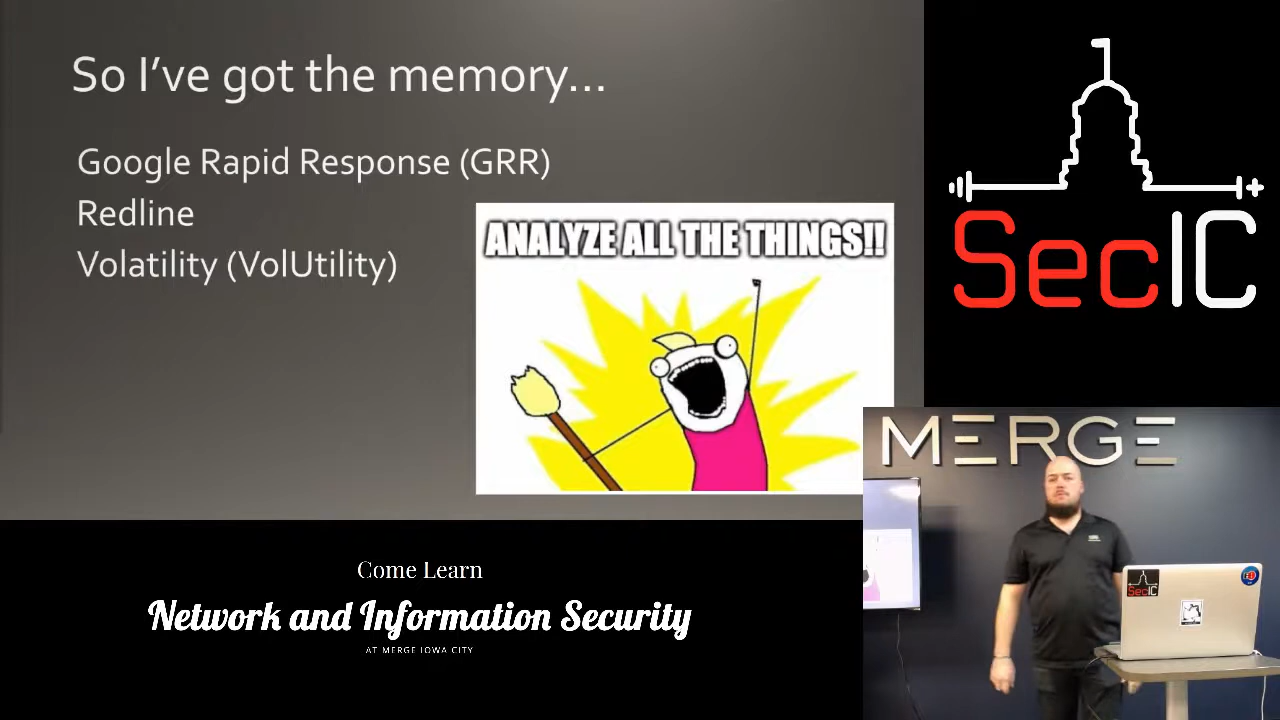 So I've got the memory...
Google Rapid Response (GRR)
Redline
Volatility (VolUtility)
ANALYZE ALL THE THINGS!!
SecIC
MERGE
SecIC
Come Learn
Network and Information Security
AT MERGE IOWA CITY